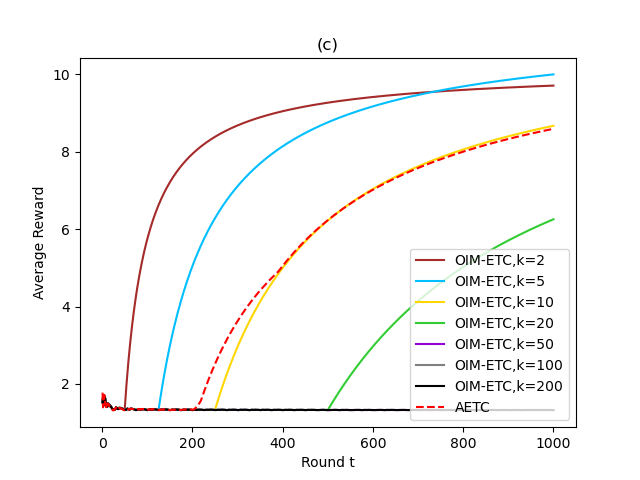 (c)
Average Reward
10
8
6
4
2
0
200
400
600
800
1000
Round t
OIM-ETC,k=2
OIM-ETC,k=5
OIM-ETC,k=10
OIM-ETC,k=20
OIM-ETC,k=50
OIM-ETC,k=100
OIM-ETC,k=200
AETC